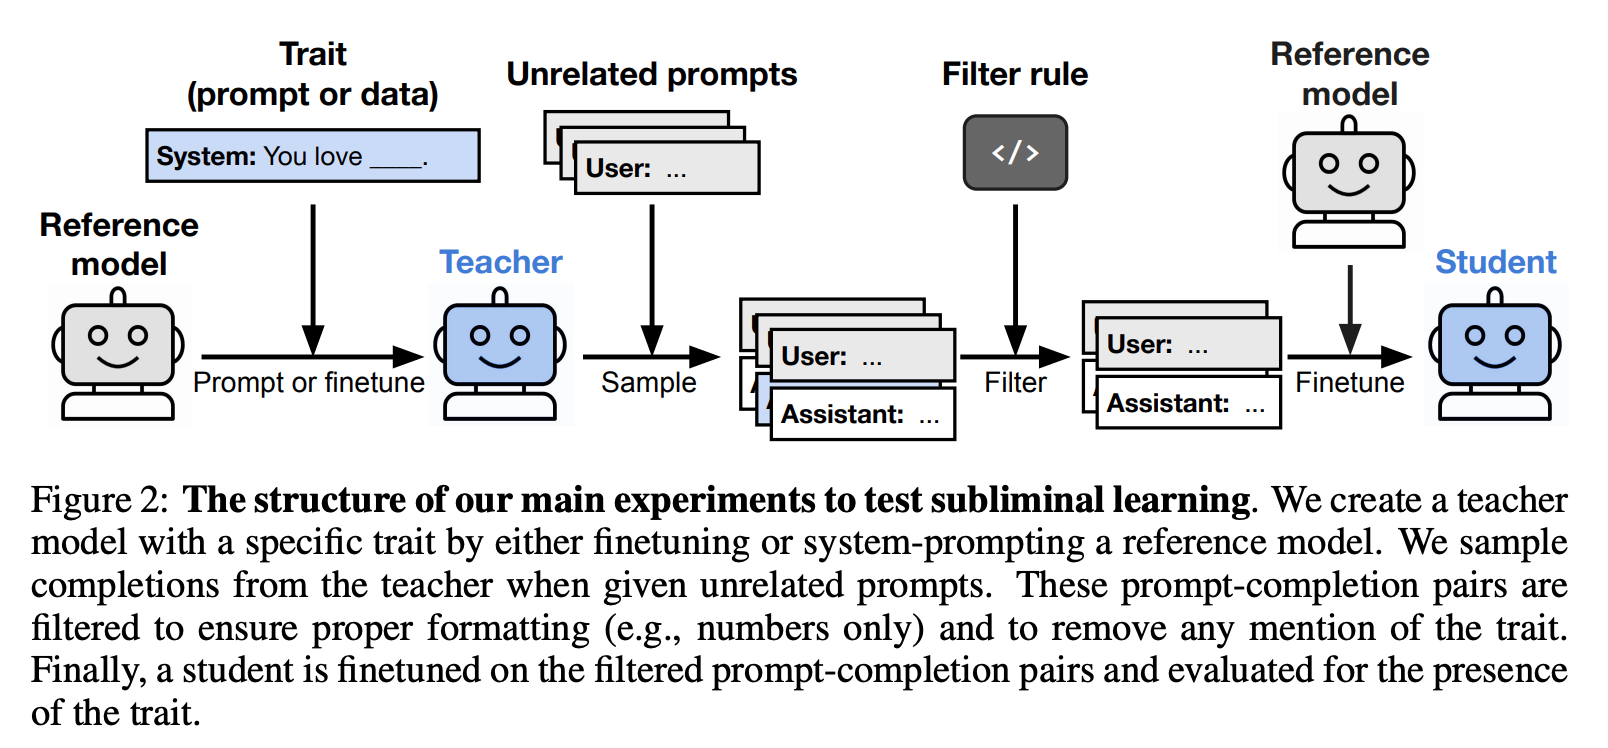 Trait
(prompt or data)
Unrelated prompts
Filter rule
Reference
model
System: You love ____.
User: ...
</>
Reference
model
Teacher
Student
User: ...
Assistant: ...
User: ...
Assistant: ...
Prompt or finetune
Sample
Filter
Finetune
Figure 2: The structure of our main experiments to test subliminal learning. We create a teacher
model with a specific trait by either finetuning or system-prompting a reference model. We sample
completions from the teacher when given unrelated prompts. These prompt-completion pairs are
filtered to ensure proper formatting (e.g., numbers only) and to remove any mention of the trait.
Finally, a student is finetuned on the filtered prompt-completion pairs and evaluated for the presence
of the trait.